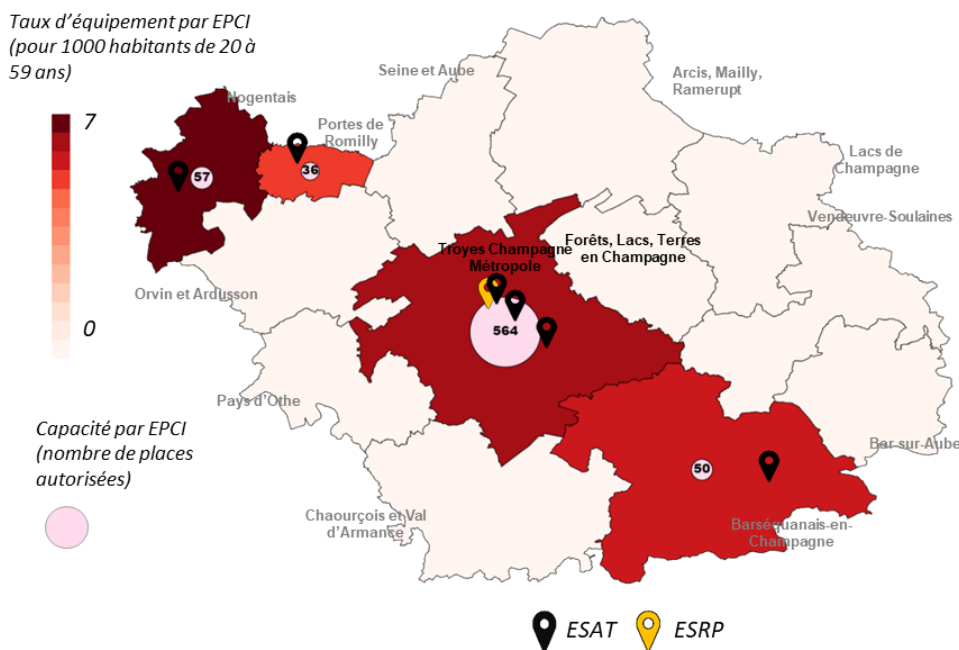 Taux d'équipement par EPCI
(pour 1000 habitants de 20 à
59 ans)
7
0
Capacité par EPCI
(nombre de places
autorisées)
Nogentais
Portes de
Romilly
Seine et Aube
Arcis, Mailly,
Ramerupt
Lacs de
Champagne
Vendeuvre-Soulaines
57
36
Orvin et Ardusson
Troyes Champagne
Métropole
Forêts, Lacs, Terres
en Champagne
564
Pays d'Othe
Bar-sur-Aube
50
Chaourçois et Val
d'Armance
Barséquanais-en-
Champagne
ESAT
ESRP